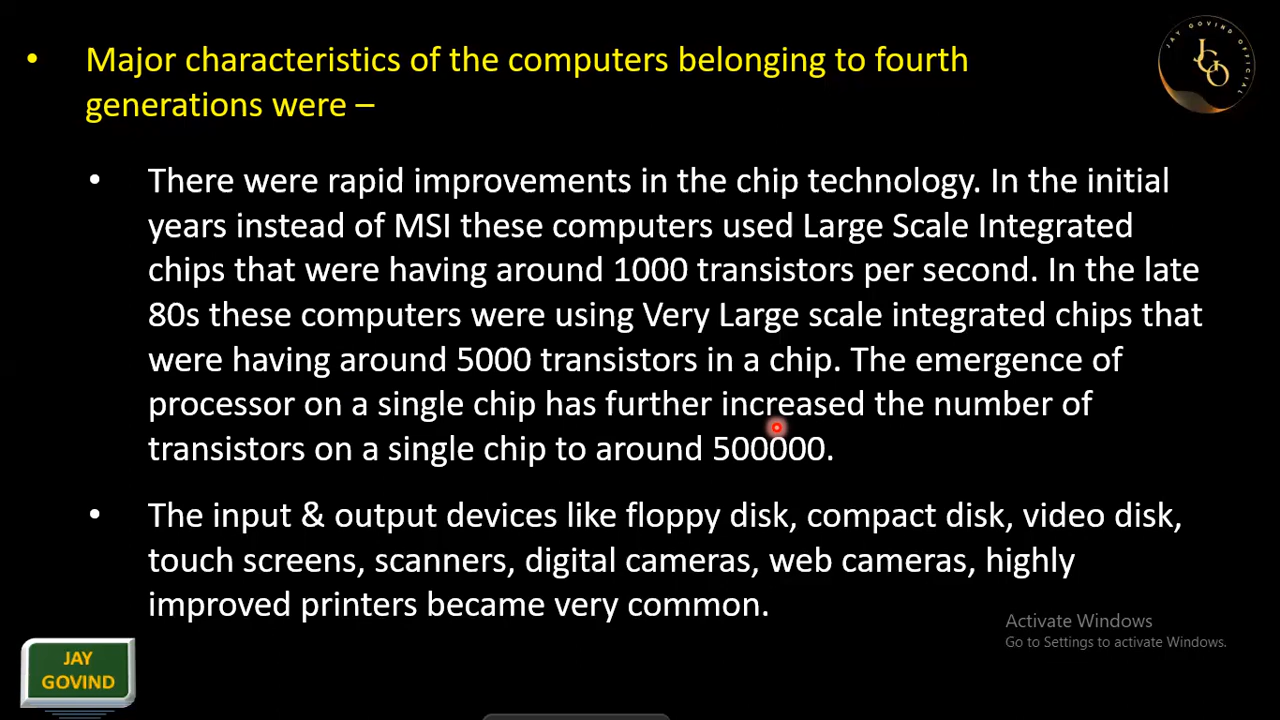 • Major characteristics of the computers belonging to fourth
generations were –
• There were rapid improvements in the chip technology. In the initial
years instead of MSI these computers used Large Scale Integrated
chips that were having around 1000 transistors per second. In the late
80s these computers were using Very Large scale integrated chips that
were having around 5000 transistors in a chip. The emergence of
processor on a single chip has further increased the number of
transistors on a single chip to around 500000.
• The input & output devices like floppy disk, compact disk, video disk,
touch screens, scanners, digital cameras, web cameras, highly
improved printers became very common.
JAY GOVIND OFFICIAL
JGO
Activate Windows
Go to Settings to activate Windows.
JAY
GOVIND